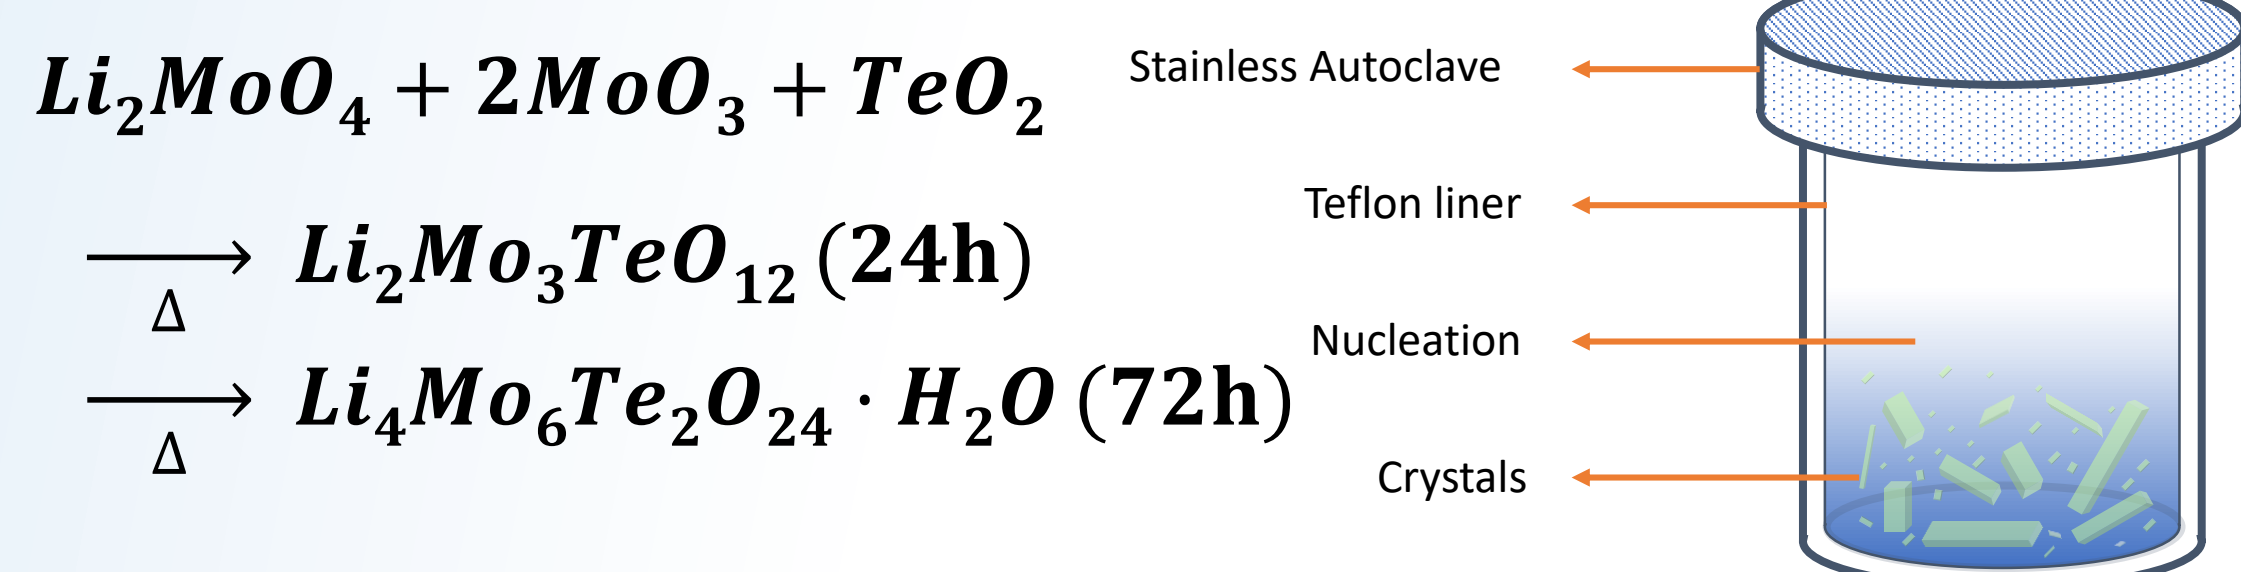 Li₂MoO₄ + 2MoO₃ + TeO₂
⟶ Δ Li₂Mo₃TeO₁₂ (24h)
⟶ Δ Li₄Mo₆Te₂O₂₄ · H₂O (72h)
Stainless Autoclave
Teflon liner
Nucleation
Crystals